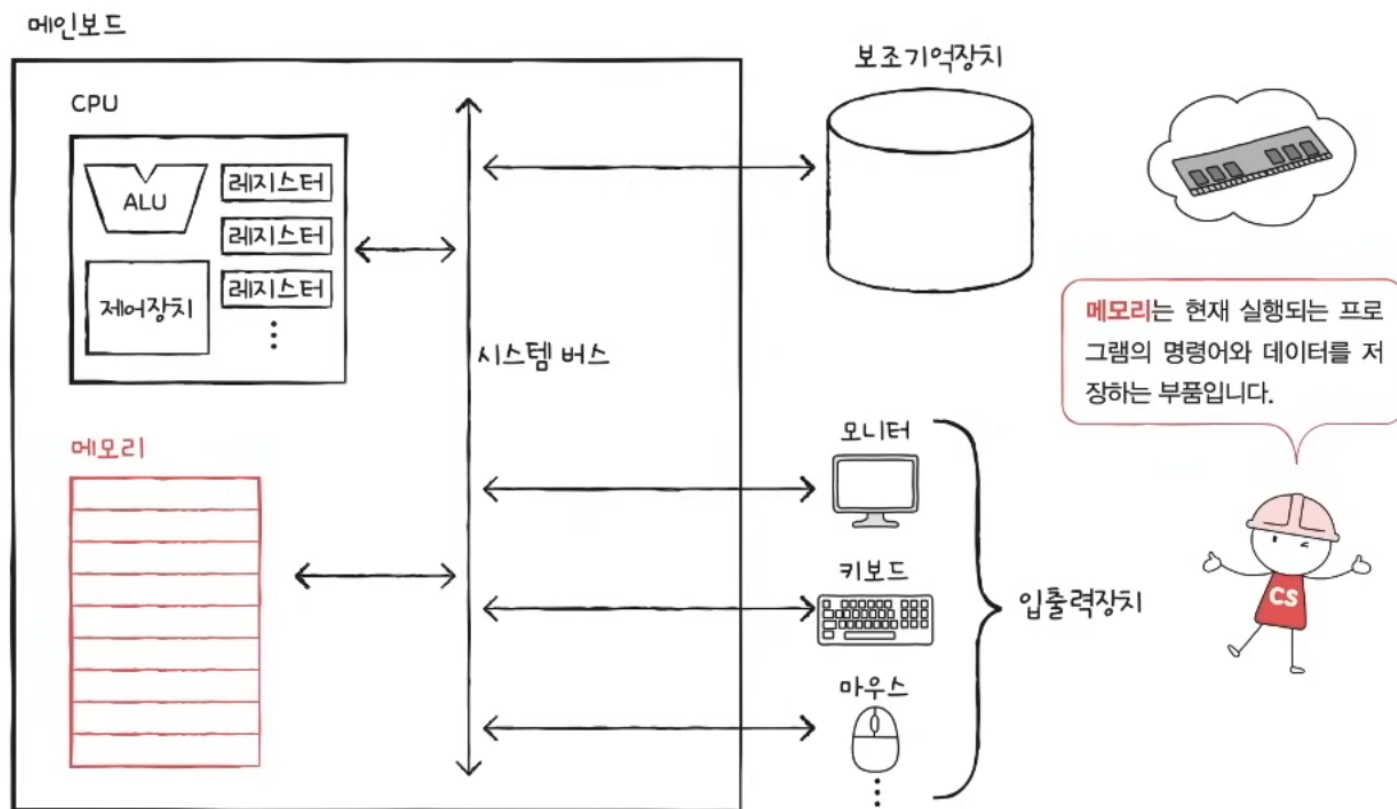 메인보드
CPU
ALU
레지스터
레지스터
레지스터
제어장치
메모리
시스템 버스
보조기억장치
모니터
키보드
마우스
입출력장치
메모리는 현재 실행되는 프로
그램의 명령어와 데이터를 저
장하는 부품입니다.
CS